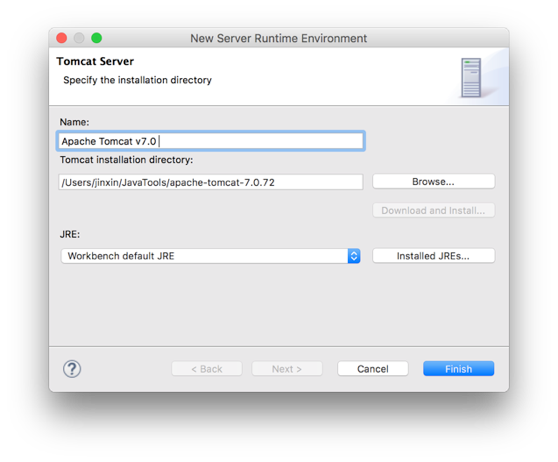 New Server Runtime Environment
Tomcat Server
Specify the installation directory
Name:
Apache Tomcat v7.0
Tomcat installation directory:
/Users/jinxin/JavaTools/apache-tomcat-7.0.72
Browse...
Download and Install...
JRE:
Workbench default JRE
Installed JREs...
?
< Back
Next >
Cancel
Finish